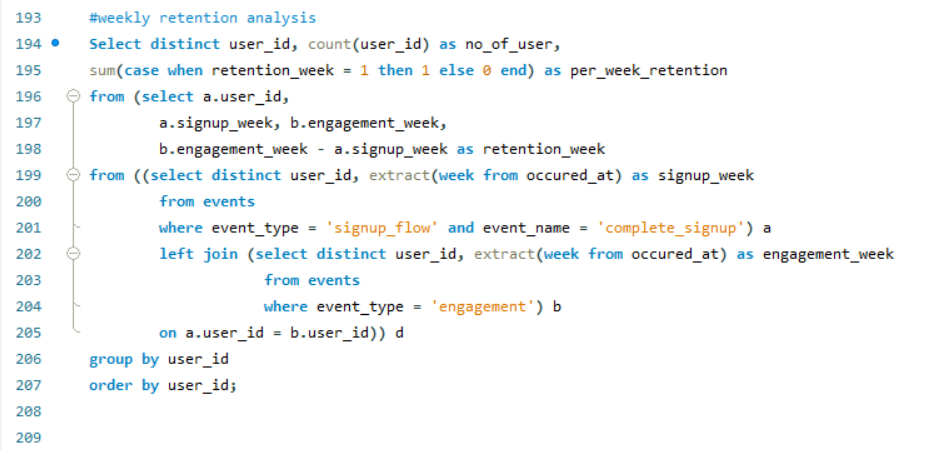 193 #weekly retention analysis
194 Select distinct user_id, count(user_id) as no_of_user,
195 sum(case when retention_week = 1 then 1 else 0 end) as per_week_retention
196 from (select a.user_id,
197 a.signup_week, b.engagement_week,
198 b.engagement_week - a.signup_week as retention_week
199 from ((select distinct user_id, extract(week from occured_at) as signup_week
200 from events
201 where event_type = 'signup_flow' and event_name = 'complete_signup') a
202 left join (select distinct user_id, extract(week from occured_at) as engagement_week
203 from events
204 where event_type = 'engagement') b
205 on a.user_id = b.user_id)) d
206 group by user_id
207 order by user_id;
208
209